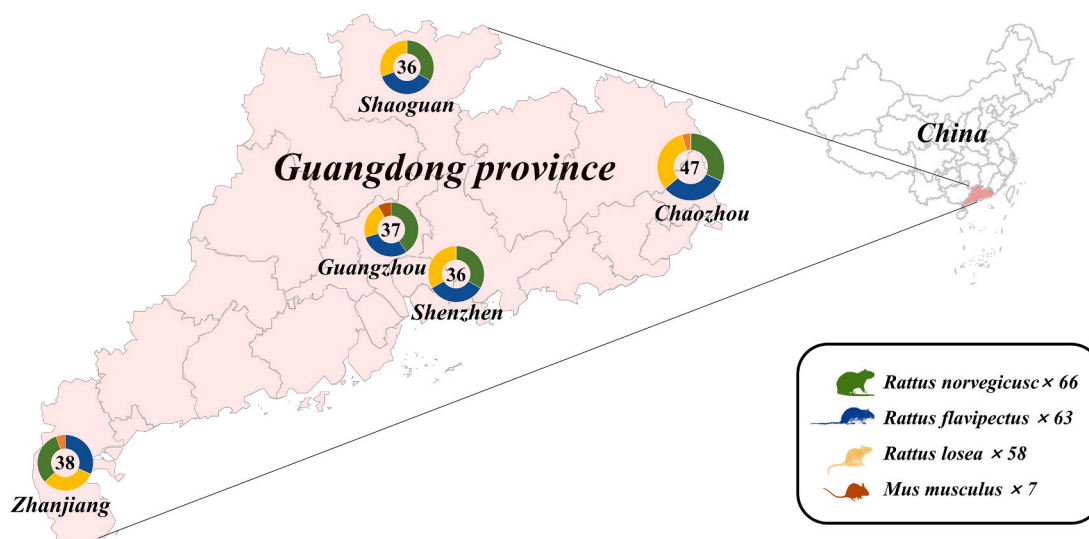 36
Shaoguan
China
Guangdong province
47
Chaozhou
37
Guangzhou
36
Shenzhen
38
Zhanjiang
Rattus norvegicusc × 66
Rattus flavipectus × 63
Rattus losea × 58
Mus musculus × 7